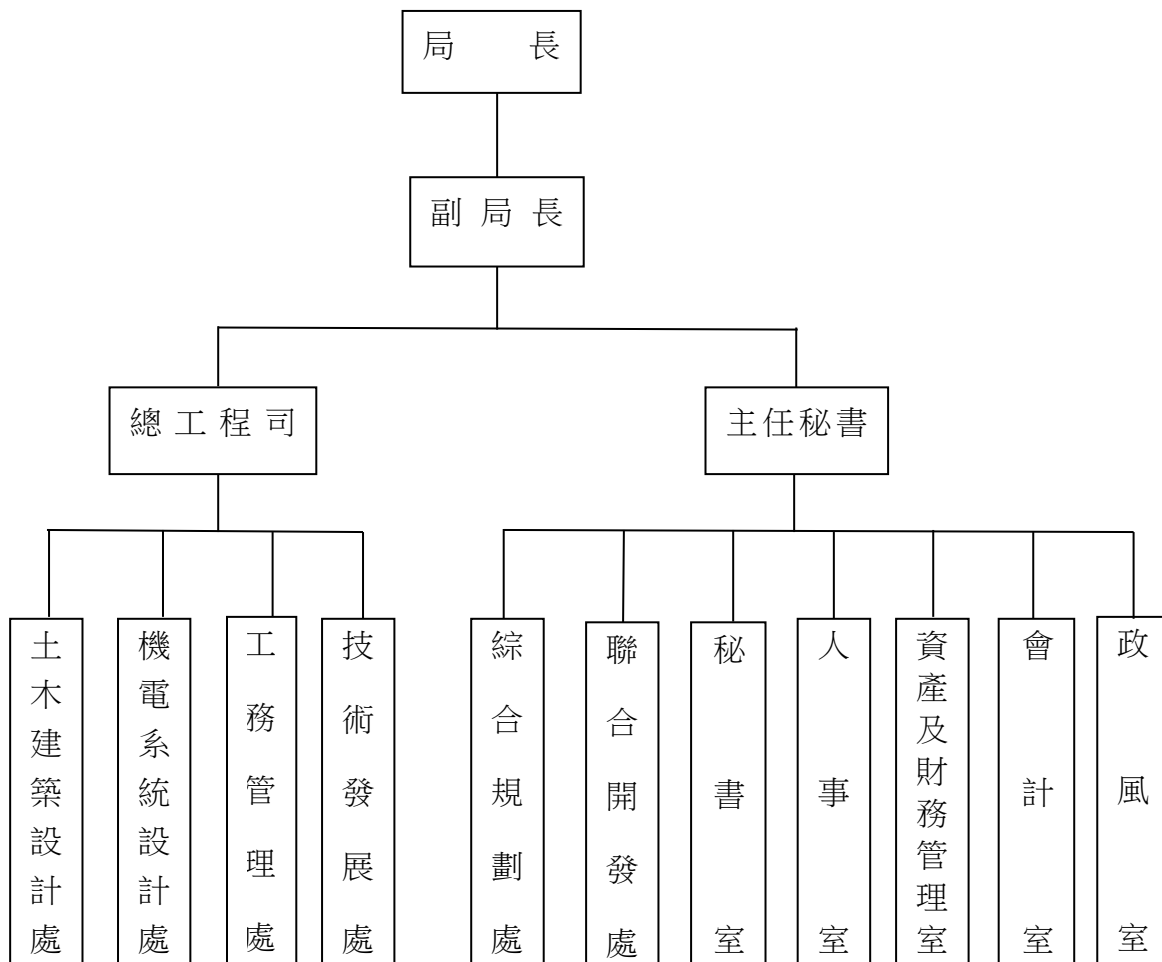 局長
副局長
總工程司
主任秘書
土木建築設計處
機電系統設計處
工務管理處
技術發展處
綜合規劃處
聯合開發處
秘書室
人事室
資產及財務管理室
會計室
政風室